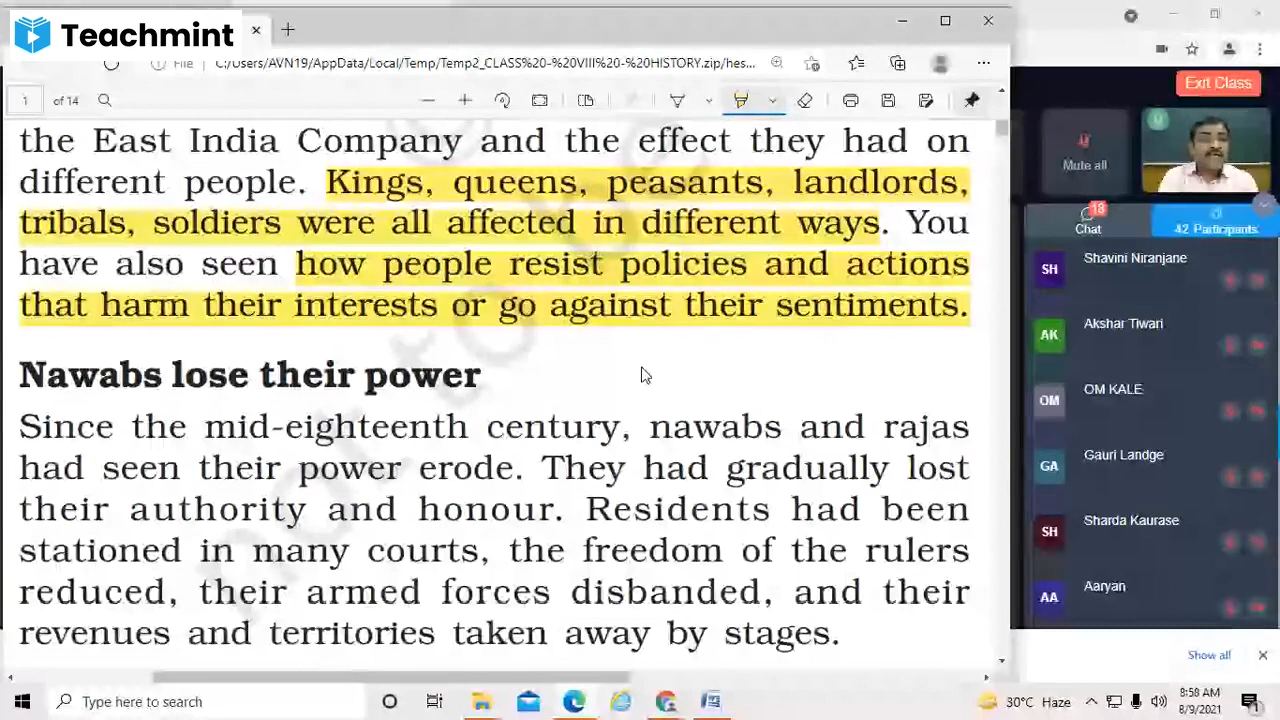 Teachmint
File
C:/Users/AVN19/AppData/Local/Temp/Temp2_CLASS%20-%20VIII%20-%20HISTORY.zip/hes...
1 of 14
Exit Class
the East India Company and the effect they had on
different people. Kings, queens, peasants, landlords,
tribals, soldiers were all affected in different ways. You
have also seen how people resist policies and actions
that harm their interests or go against their sentiments.
Nawabs lose their power
Since the mid-eighteenth century, nawabs and rajas
had seen their power erode. They had gradually lost
their authority and honour. Residents had been
stationed in many courts, the freedom of the rulers
reduced, their armed forces disbanded, and their
revenues and territories taken away by stages.
not to be
Mute all
18
Chat
42 Participants
SH Shavini Niranjane
AK Akshar Tiwari
OM OM KALE
GA Gauri Landge
SH Sharda Kaurase
AA Aaryan
Show all
Type here to search
30°C Haze
8:58 AM
8/9/2021
1